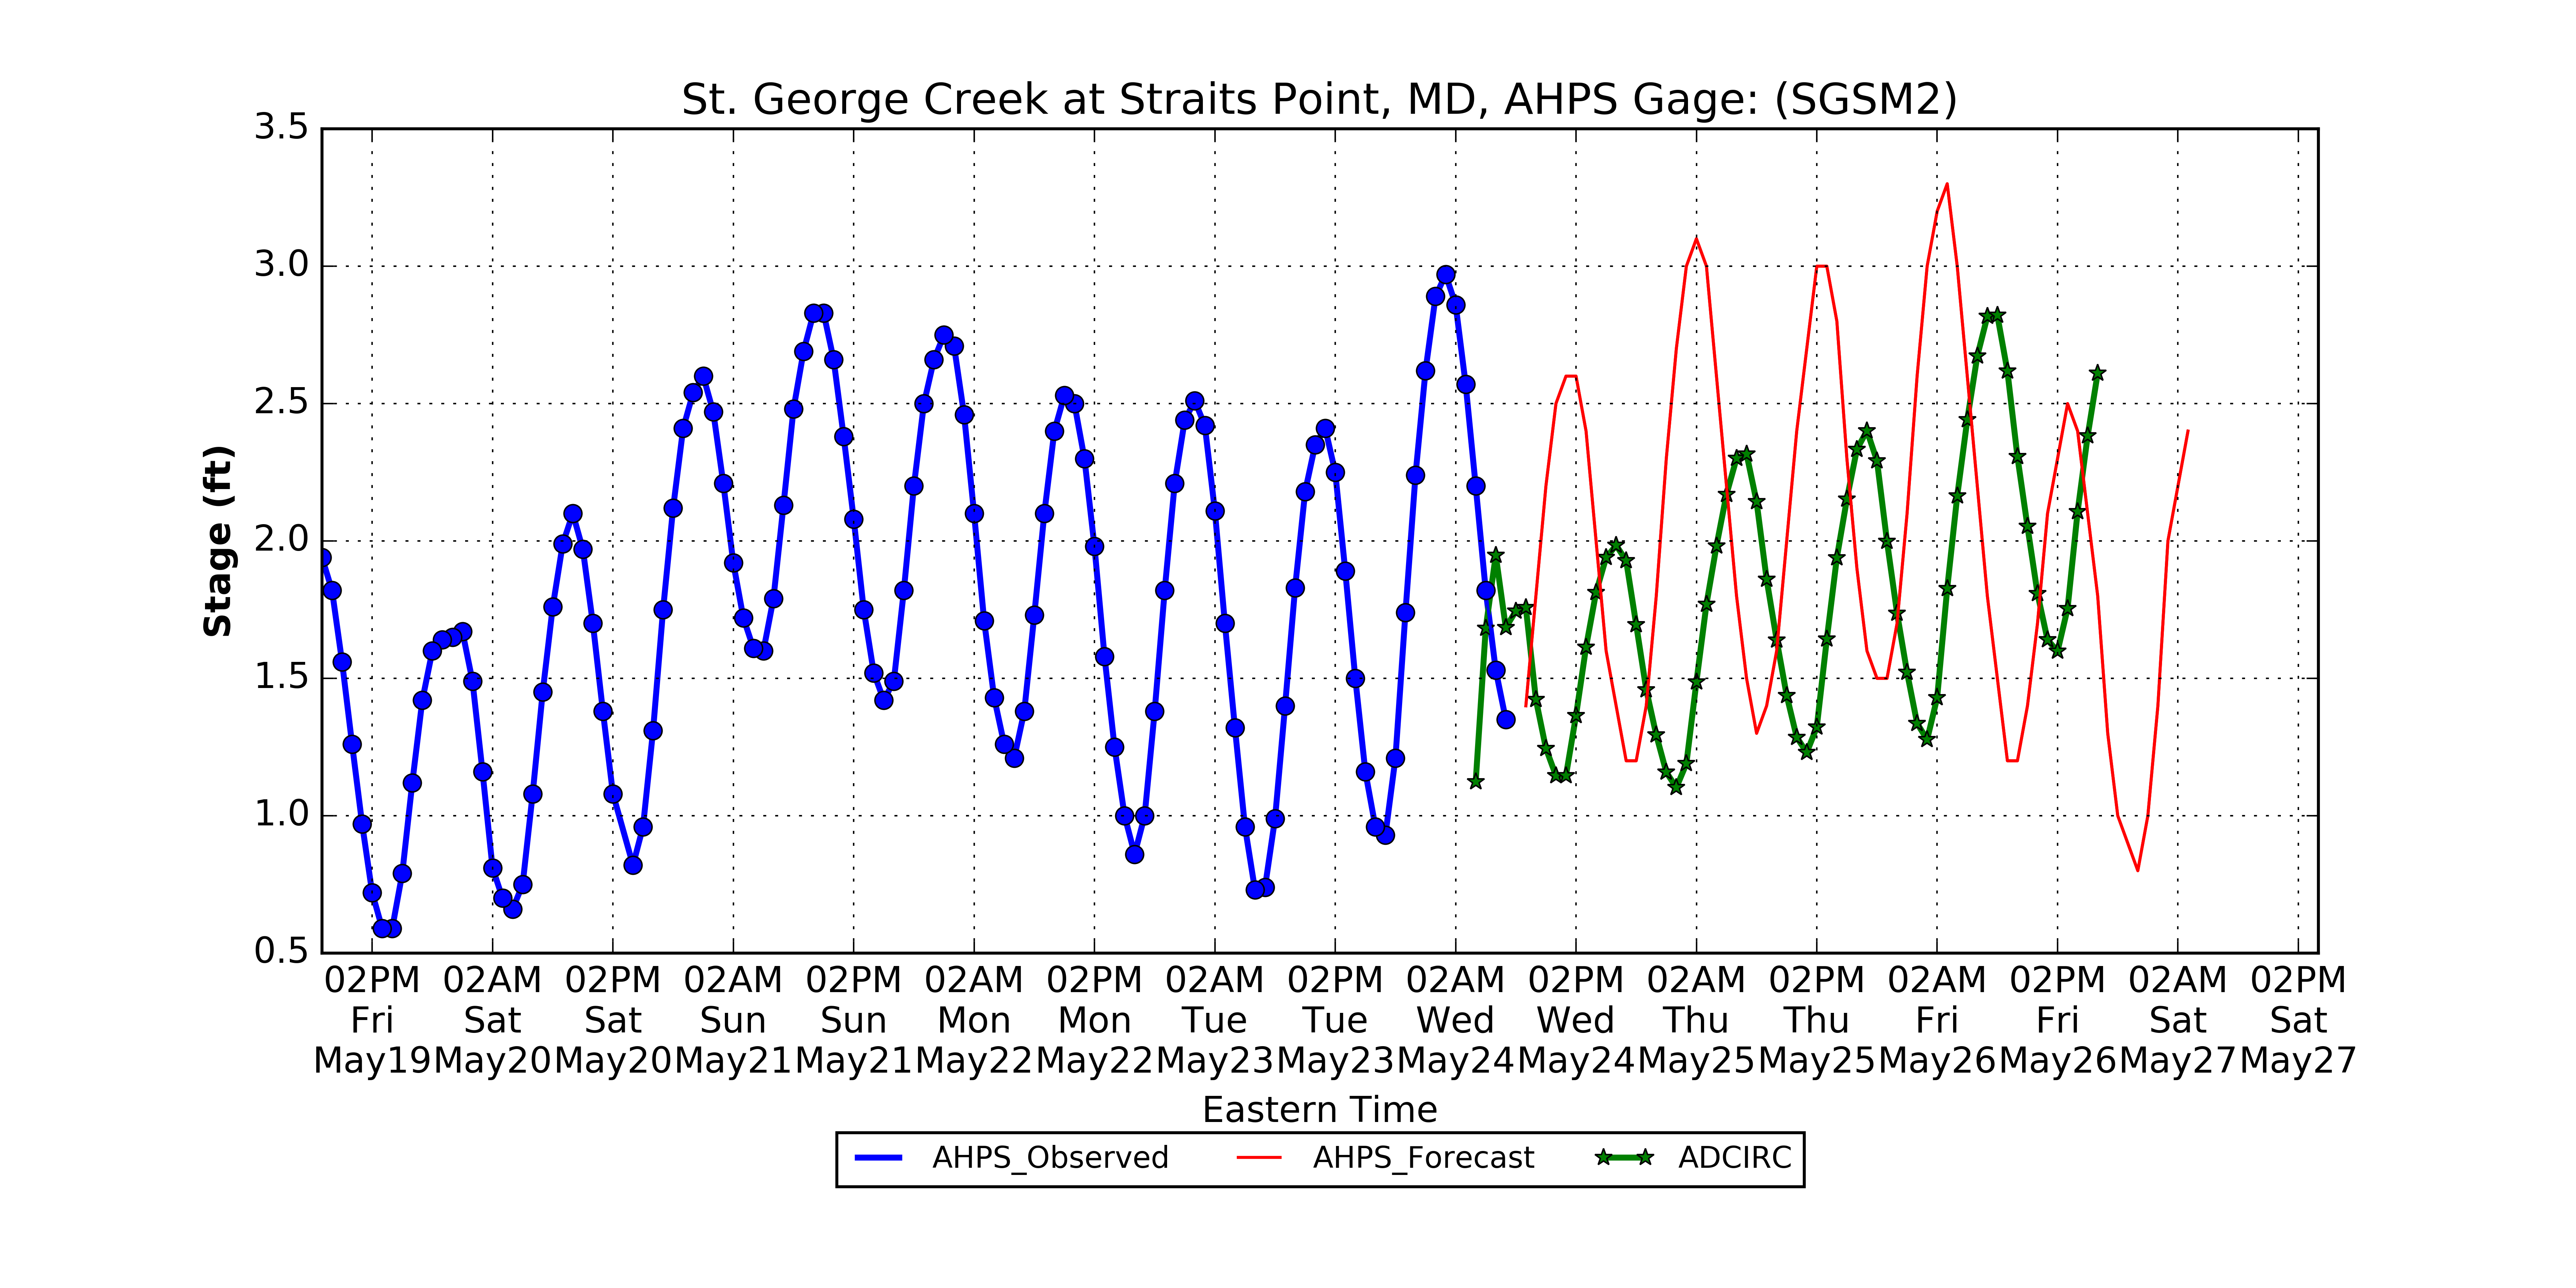 St. George Creek at Straits Point, MD, AHPS Gage: (SGSM2)
3.5
3.0
2.5
2.0
1.5
1.0
0.5
Stage (ft)
02PM 02AM 02PM 02AM 02PM 02AM 02PM 02AM 02PM 02AM 02PM 02AM 02PM 02AM 02PM 02AM 02PM
Fri Sat Sat Sun Sun Mon Mon Tue Tue Wed Wed Thu Thu Fri Fri Sat Sat
May19 May20 May20 May21 May21 May22 May22 May23 May23 May24 May24 May25 May25 May26 May26 May27 May27
Eastern Time
AHPS_Observed AHPS_Forecast ADCIRC